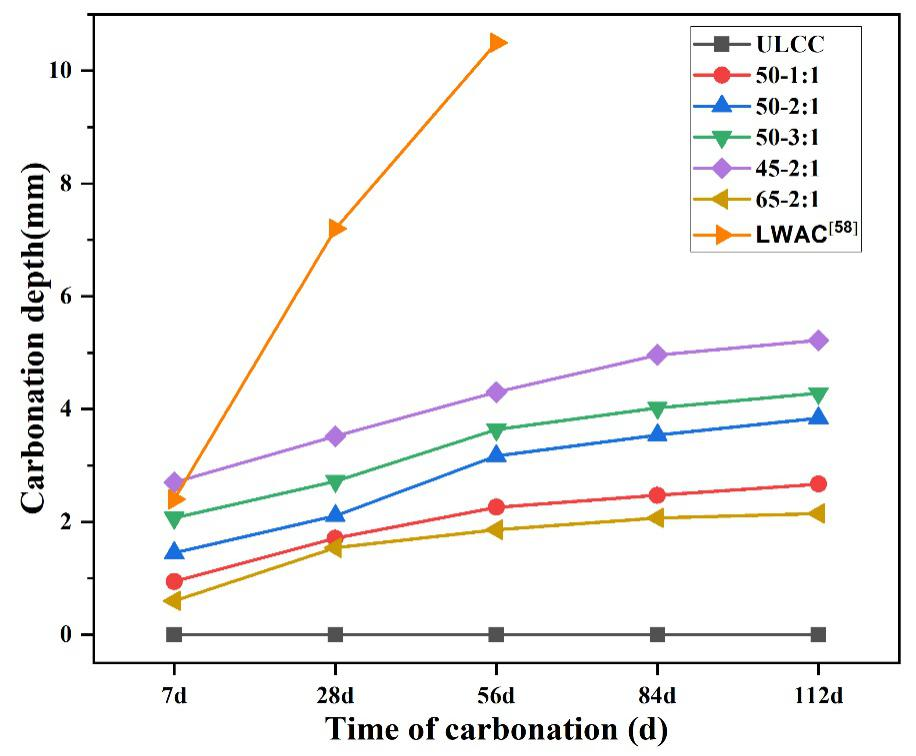 Carbonation depth(mm)
10
8
6
4
2
0
ULCC
50-1:1
50-2:1
50-3:1
45-2:1
65-2:1
LWAC[58]
7d
28d
56d
84d
112d
Time of carbonation (d)